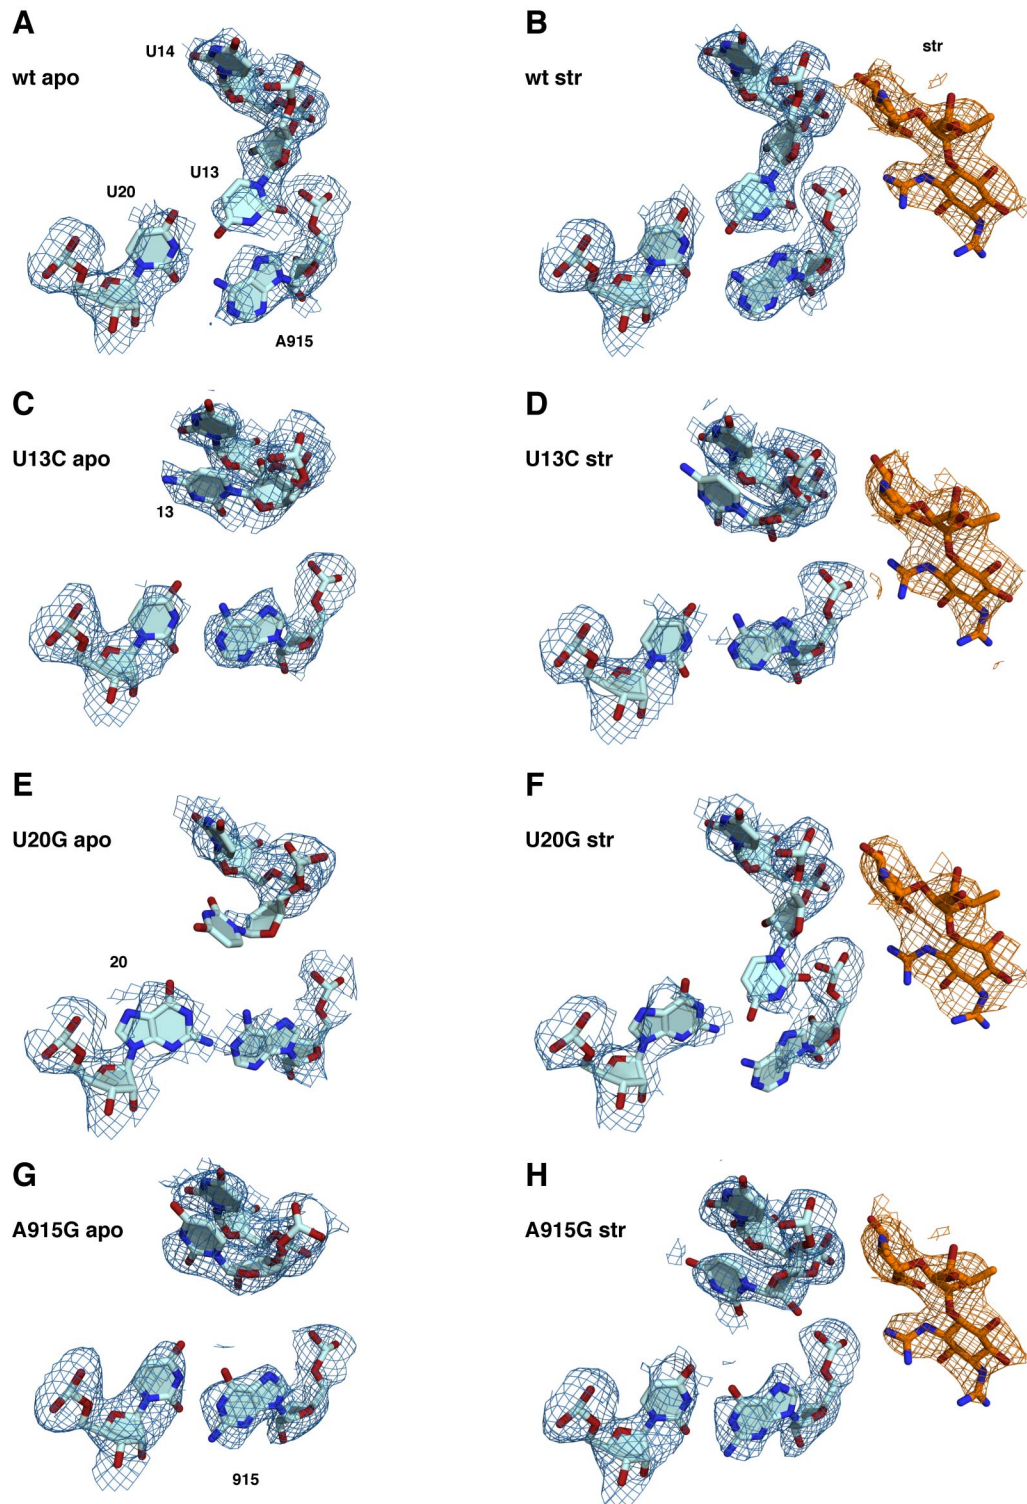 A
wt apo
U14
U13
U20
A915
B
wt str
str
C
U13C apo
13
D
U13C str
E
U20G apo
20
F
U20G str
G
A915G apo
915
H
A915G str